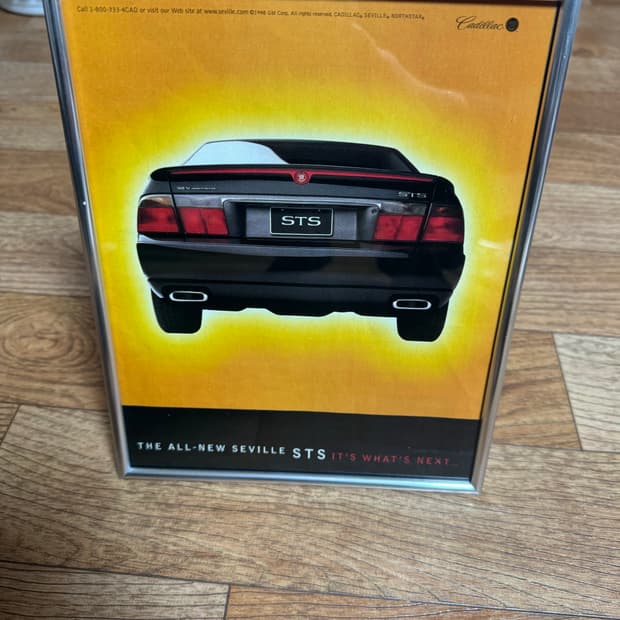 Call 1-800-333-4CAD or visit our Web site at www.seville.com ©1998 GM Corp. All rights reserved. CADILLAC, SEVILLE, NORTHSTAR®
Cadillac
STS
STS
THE ALL-NEW SEVILLE STS IT'S WHAT'S NEXT...